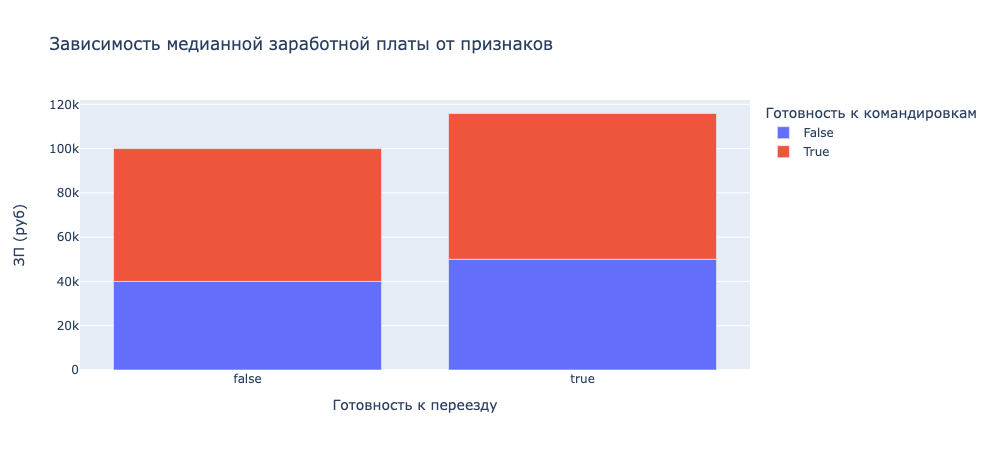 Зависимость медианной заработной платы от признаков
120k
100k
80k
60k
40k
20k
0
ЗП (руб)
false
true
Готовность к переезду
Готовность к командировкам
False
True